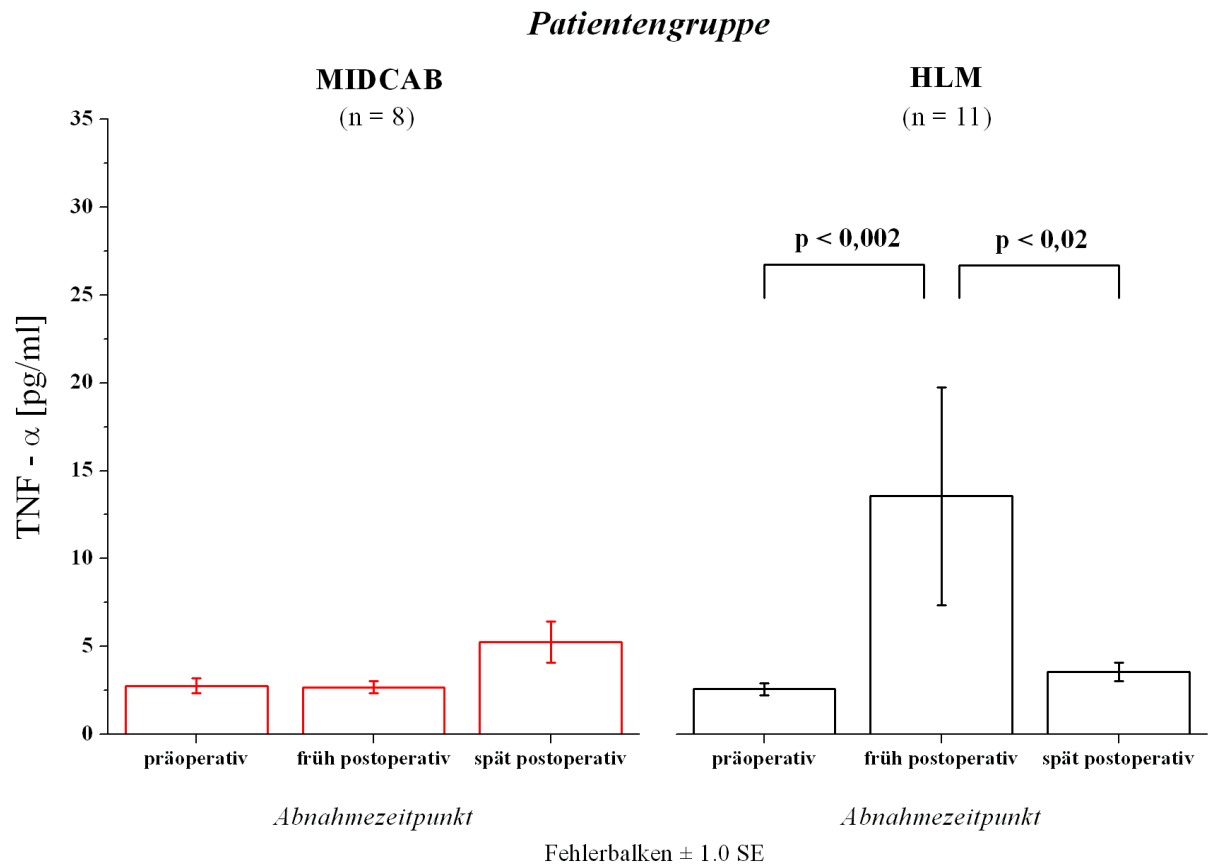 Patientengruppe
MIDCAB
(n = 8)
HLM
(n = 11)
p < 0,002
p < 0,02
TNF - α [pg/ml]
35
30
25
20
15
10
5
0
präoperativ
früh postoperativ
spät postoperativ
präoperativ
früh postoperativ
spät postoperativ
Abnahmezeitpunkt
Abnahmezeitpunkt
Fehlerbalken ± 1.0 SE